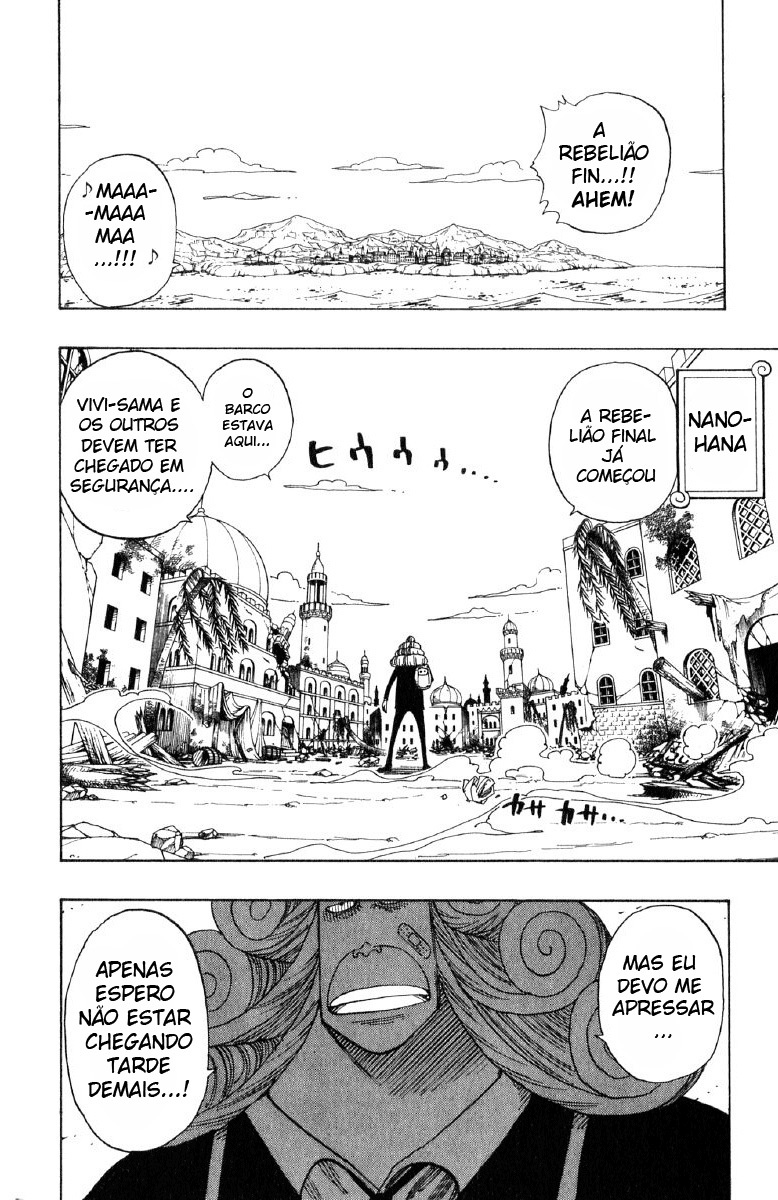 A
REBELIÃO
FIN...!!
AHEM!
♪MAAA-
-MAAA
MAA
...!!! ♪
NANO-
HANA
A REBE-
LIÃO FINAL
JÁ
COMEÇOU
O
BARCO
ESTAVA
AQUI...
VIVI-SAMA E
OS OUTROS
DEVEM TER
CHEGADO EM
SEGURANÇA....
ヒウウゥ....
カサカサ...
MAS EU
DEVO ME
APRESSAR
...
APENAS
ESPERO
NÃO ESTAR
CHEGANDO
TARDE
DEMAIS...!